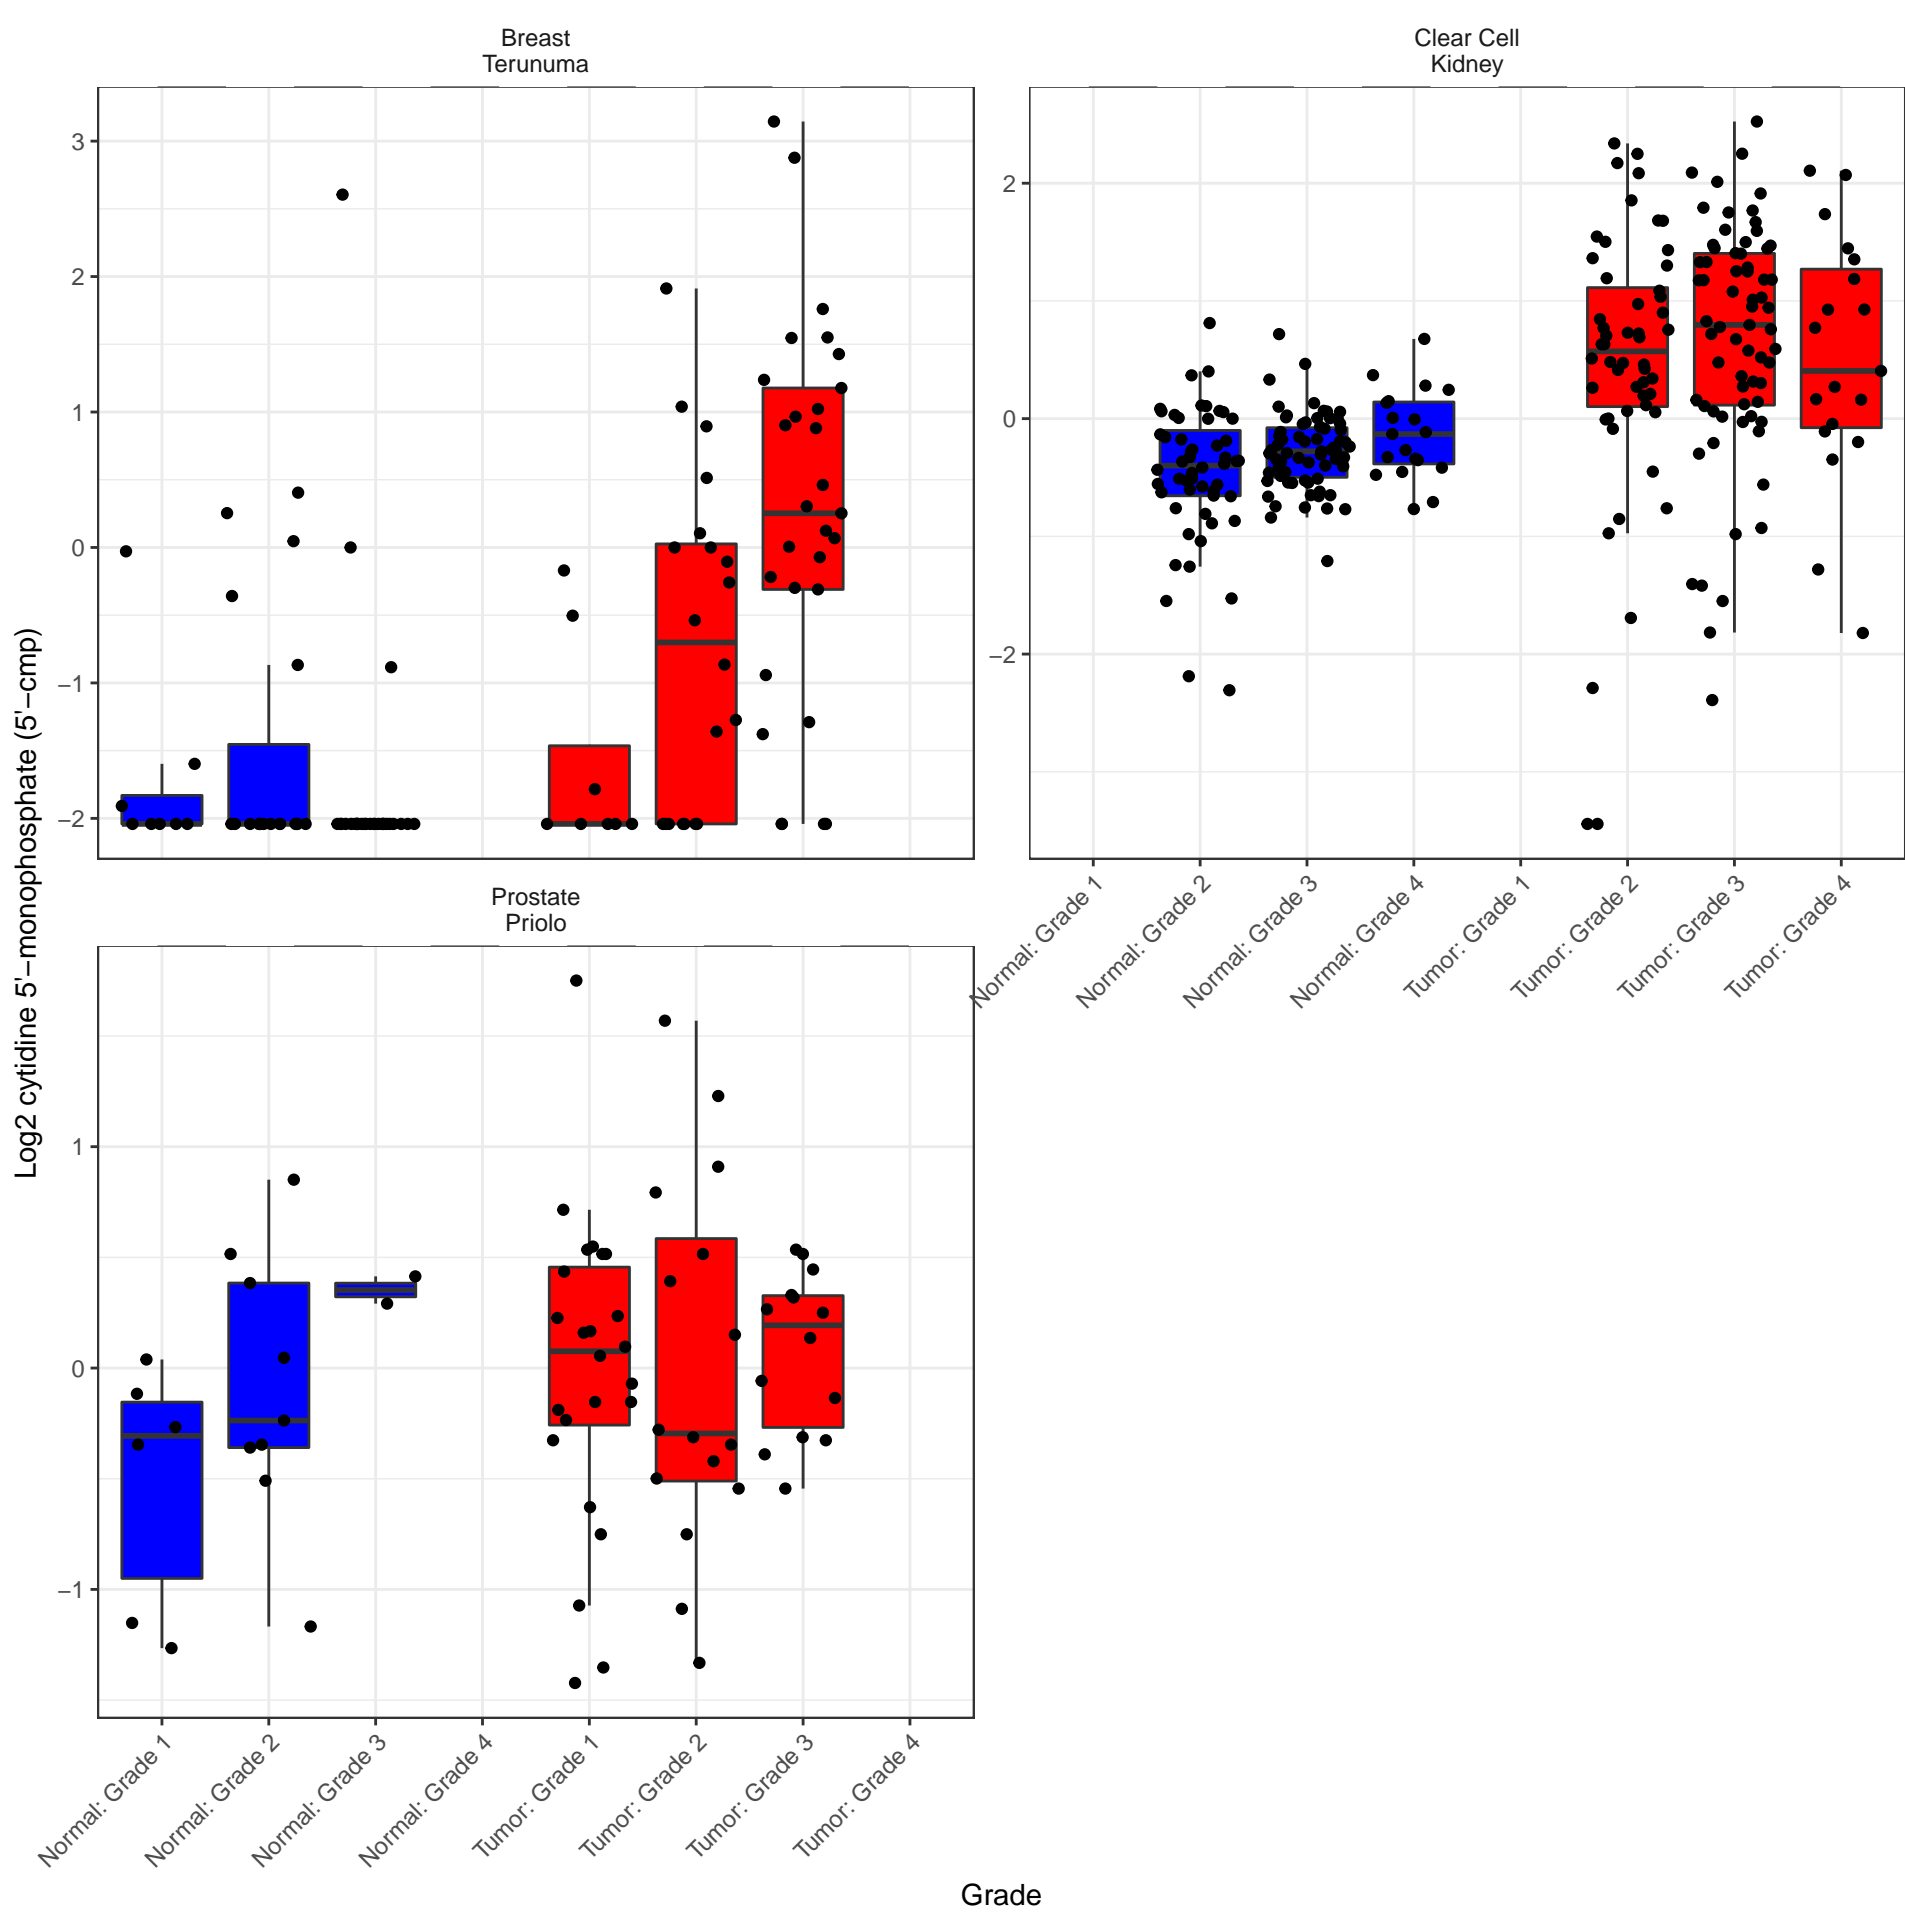 Breast
Terunuma
Clear Cell
Kidney
3
2
1
0
−1
−2
2
0
−2
Normal: Grade 1
Normal: Grade 2
Normal: Grade 3
Normal: Grade 4
Tumor: Grade 1
Tumor: Grade 2
Tumor: Grade 3
Tumor: Grade 4
Prostate
Priolo
1
0
−1
Normal: Grade 1
Normal: Grade 2
Normal: Grade 3
Normal: Grade 4
Tumor: Grade 1
Tumor: Grade 2
Tumor: Grade 3
Tumor: Grade 4
Log2 cytidine 5'−monophosphate (5'−cmp)
Grade